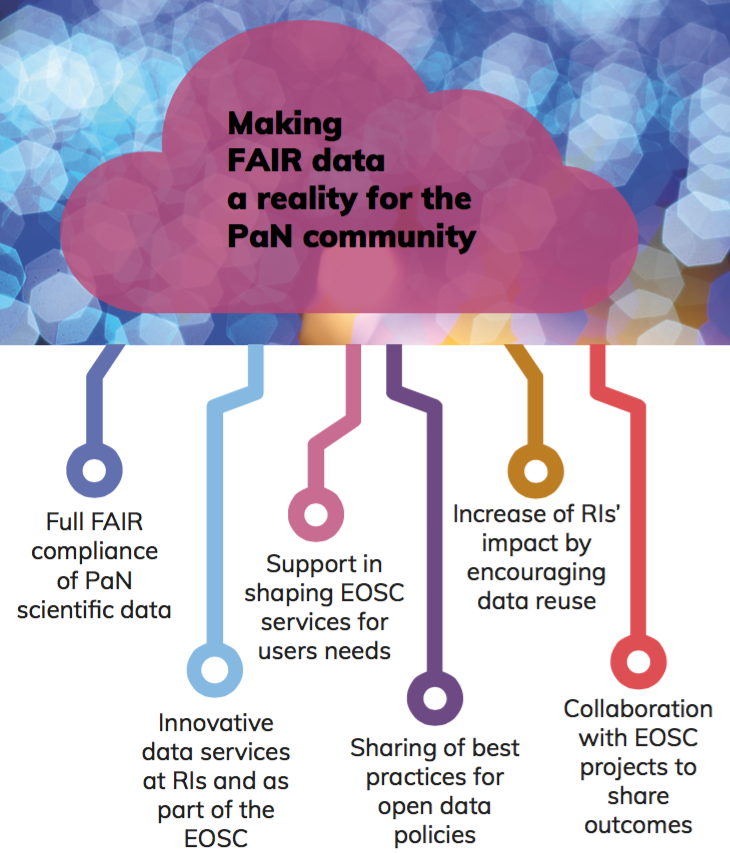 Making
FAIR data
a reality for the
PaN community
Full FAIR
compliance
of PaN
scientific data
Innovative
data services
at RIs and as
part of the
EOSC
Support in
shaping EOSC
services for
users needs
Sharing of best
practices for
open data
policies
Increase of RIs’
impact by
encouraging
data reuse
Collaboration
with EOSC
projects to
share
outcomes